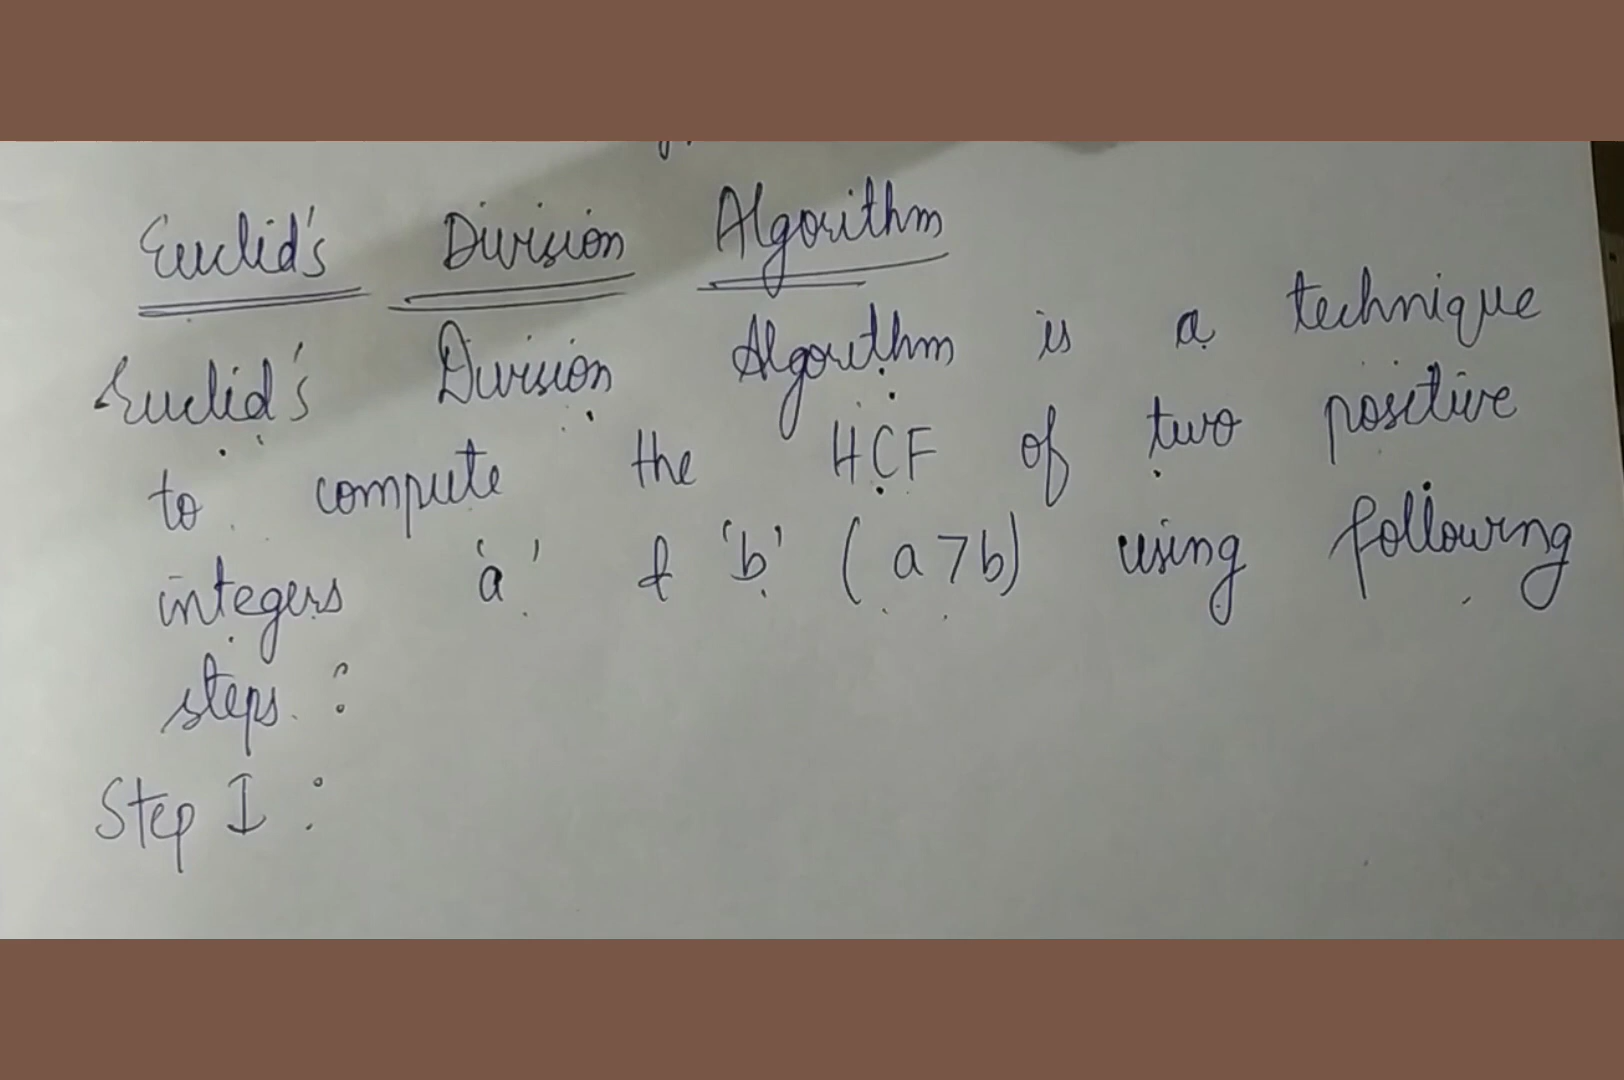 Euclid's Division Algorithm
Euclid's Division Algorithm is a technique
to compute the HCF of two positive
integers 'a' & 'b' (a>b) using following
steps :
Step I :